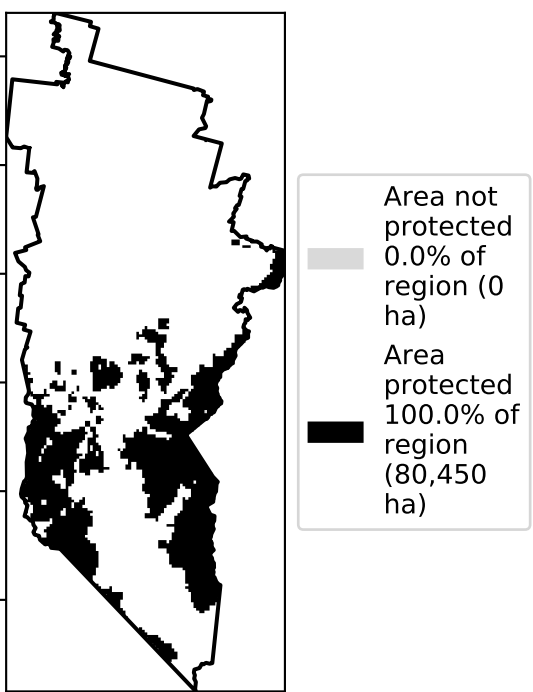 Area not
protected
0.0% of
region (0
ha)
Area
protected
100.0% of
region
(80,450
ha)